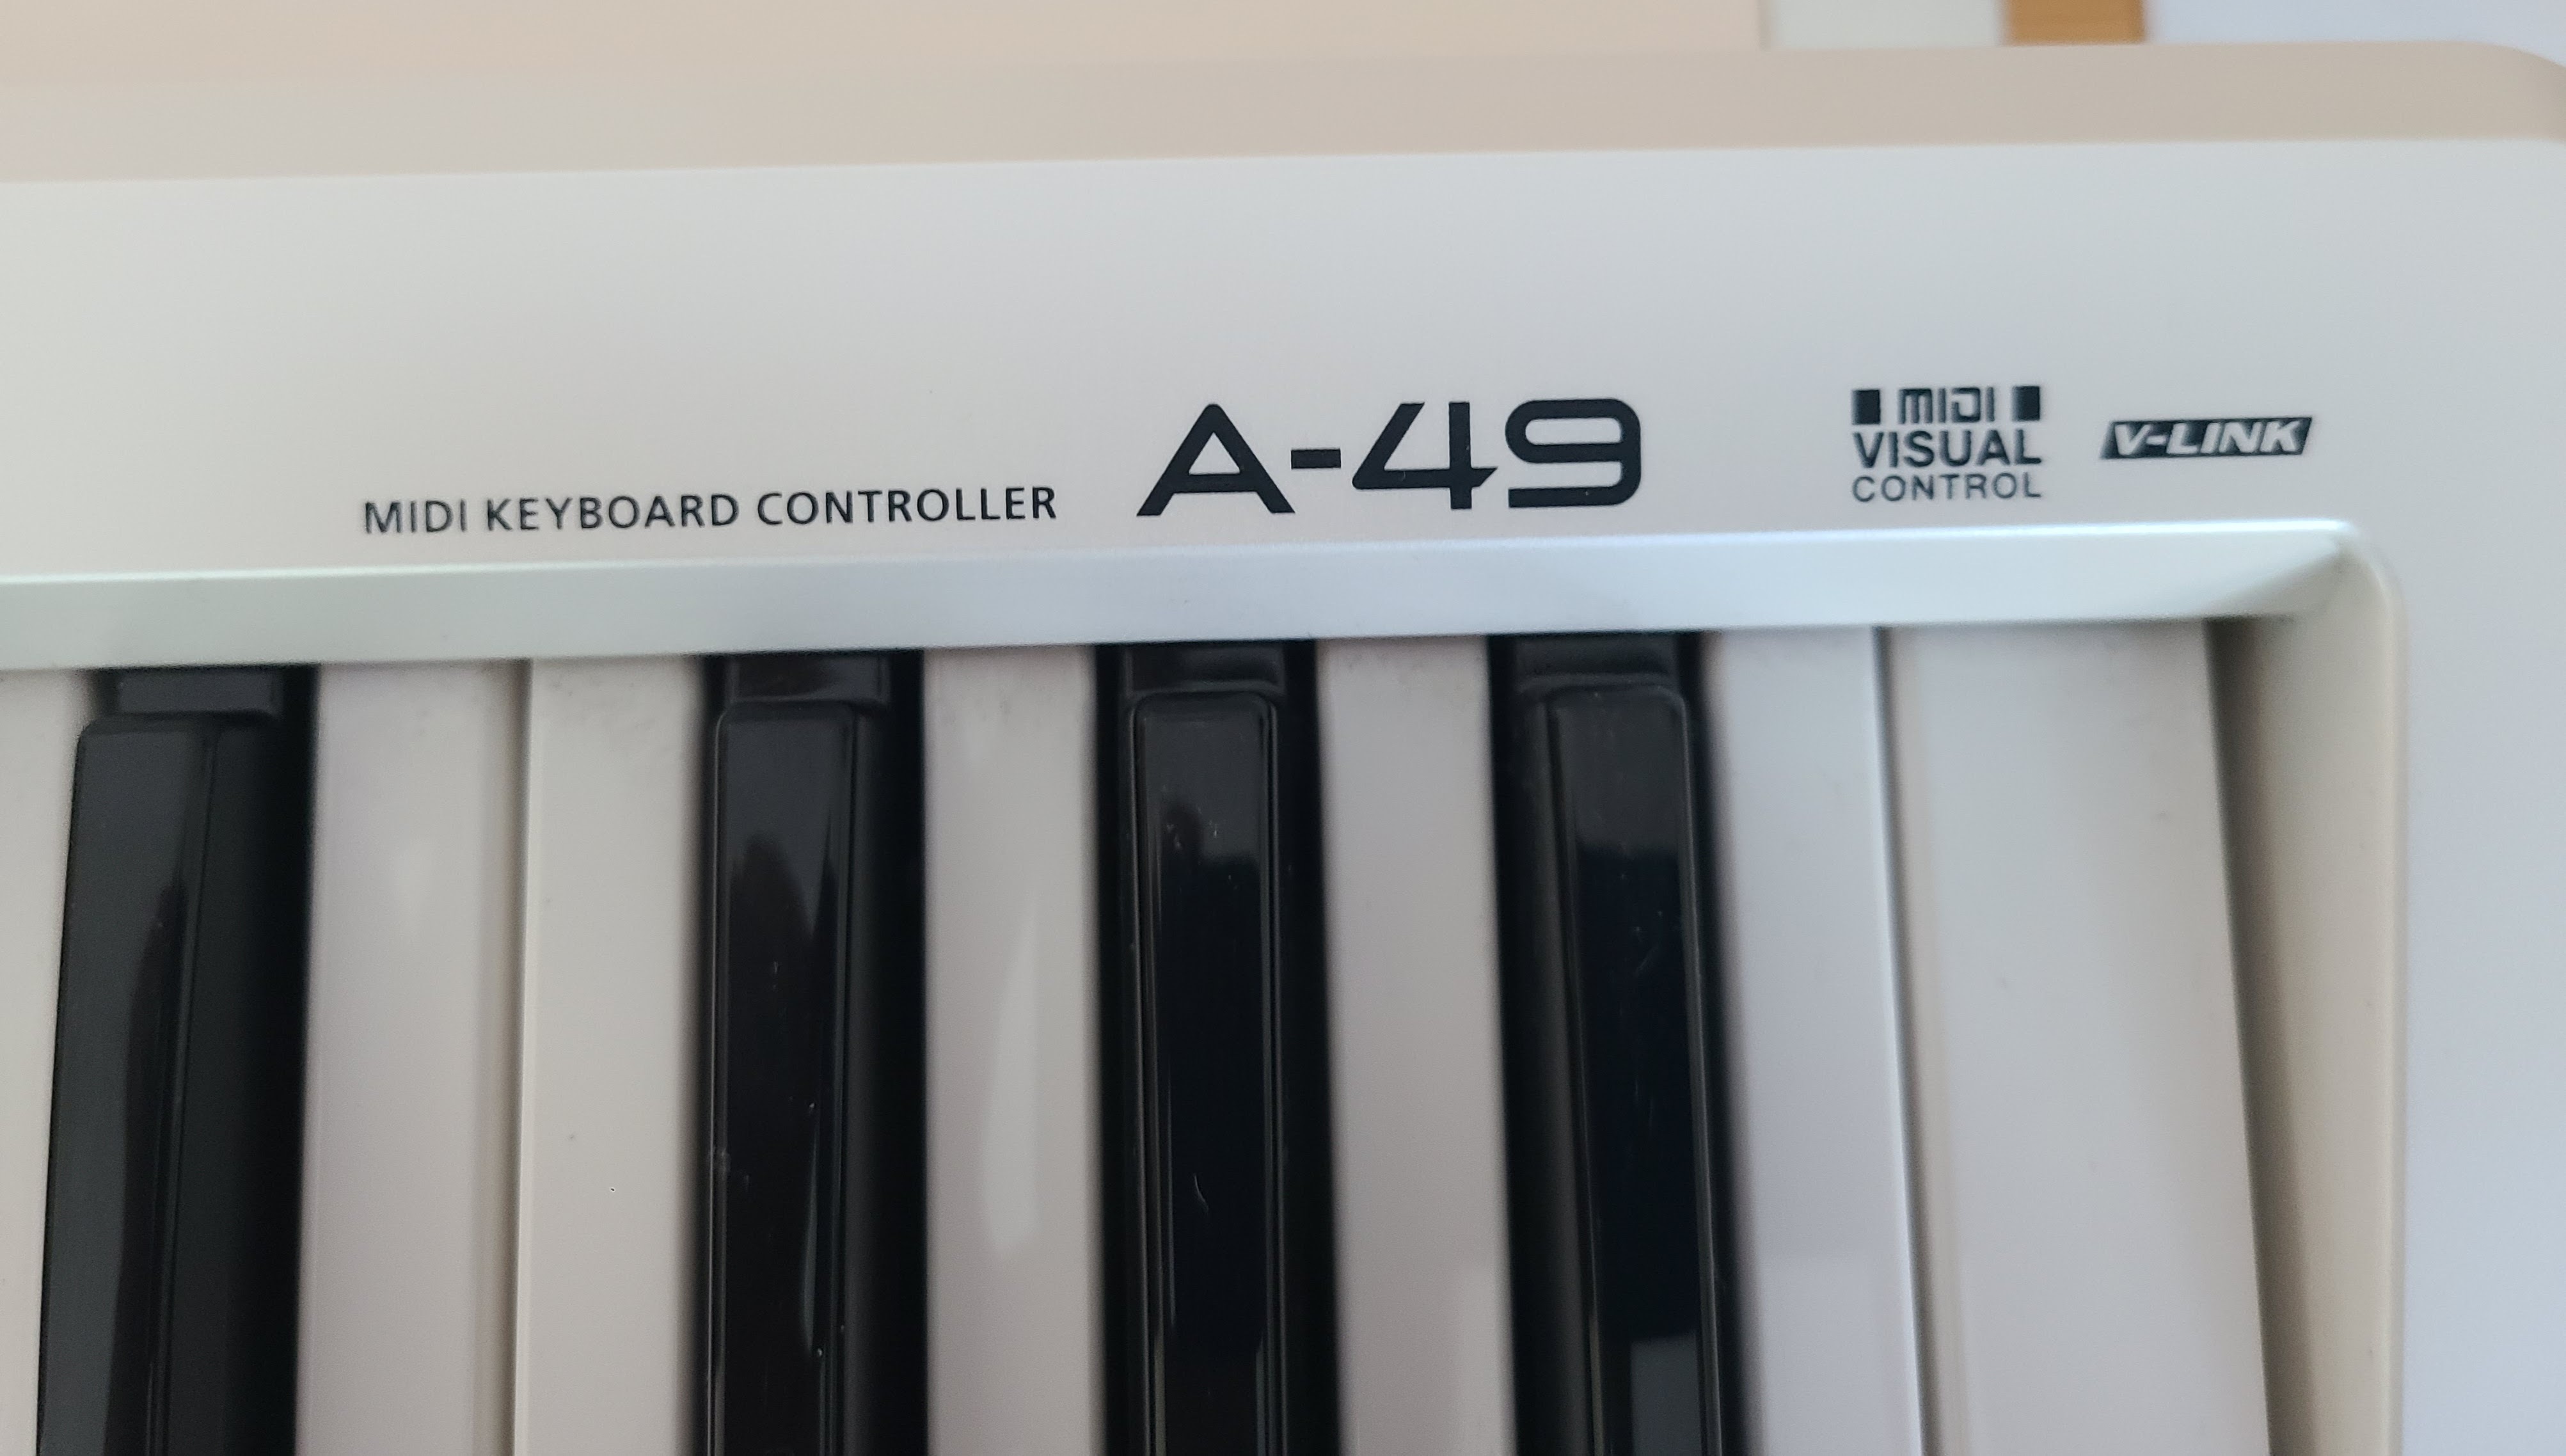 MIDI KEYBOARD CONTROLLER A-49
MIDI
VISUAL
CONTROL
V-LINK